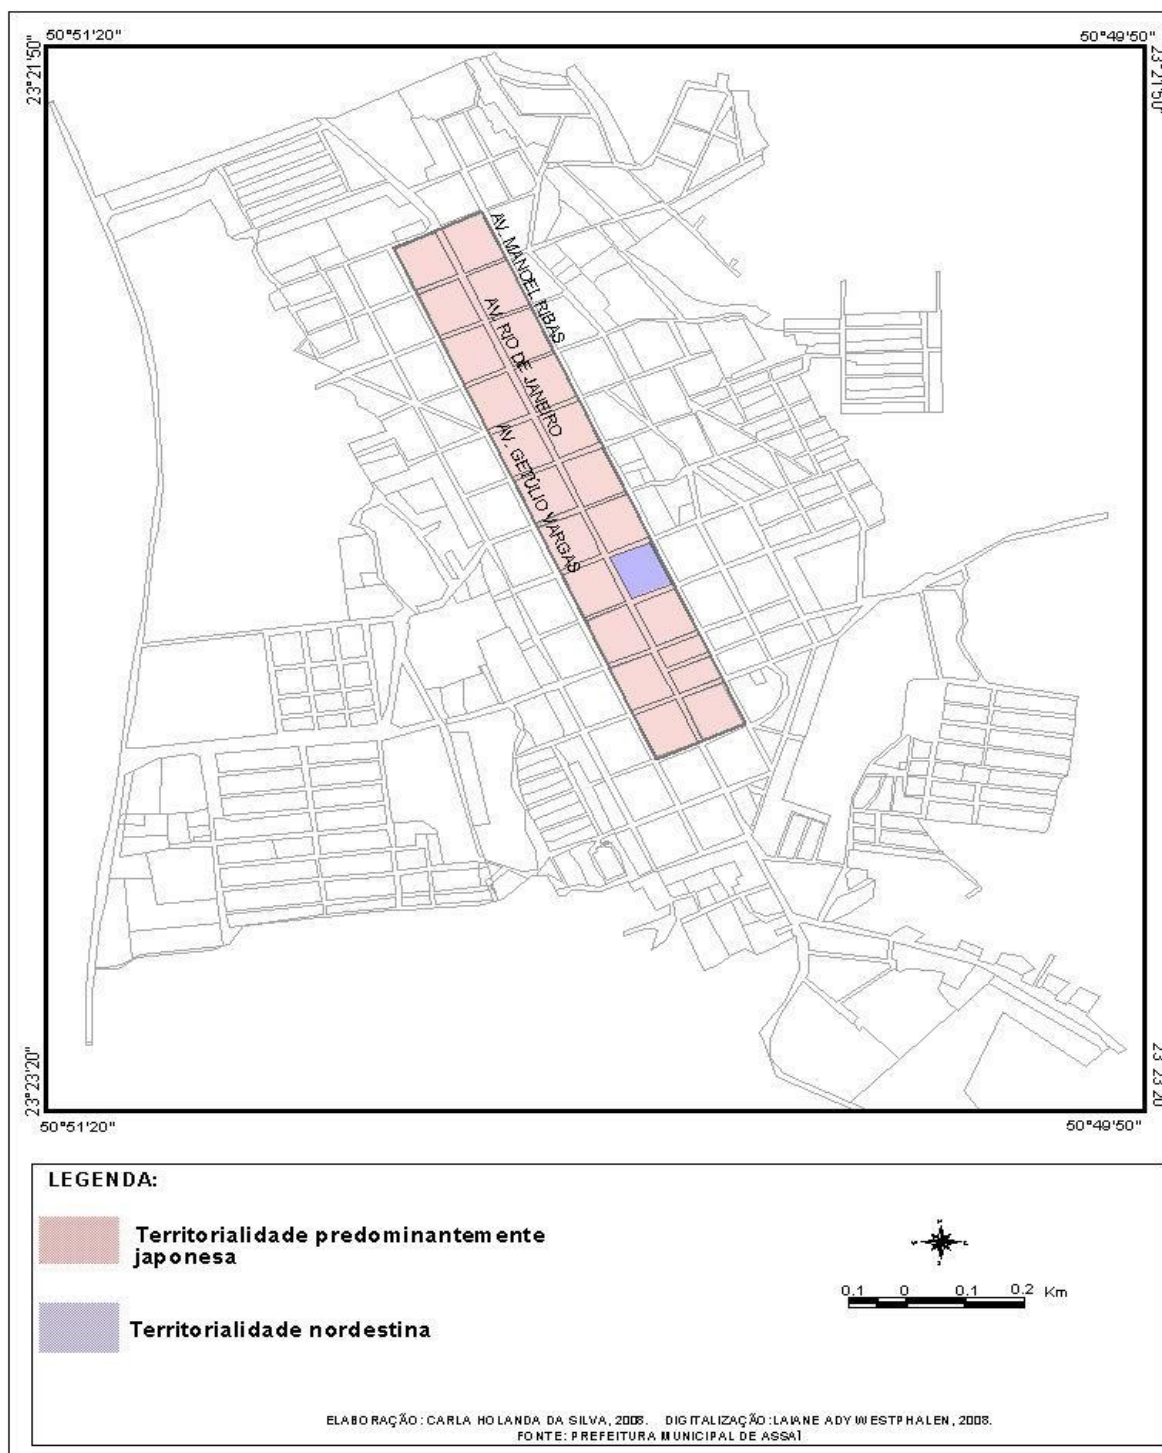 50°51'20"
50°49'50"
23°21'50"
23°21'50"
AV. MANOEL RIBAS
AV. RIO DE JANEIRO
AV. GETÚLIO VARGAS
23°23'20"
23°23'20
50°51'20"
50°49'50"
LEGENDA:
Territorialidade predominantemente
japonesa
Territorialidade nordestina
0.1 0 0.1 0.2 Km
ELABORAÇÃO: CARLA HOLANDA DA SILVA, 2008. DIGITALIZAÇÃO: LAIANE ADY WESTPHALEN, 2008.
FONTE: PREFEITURA MUNICIPAL DE ASSAÍ